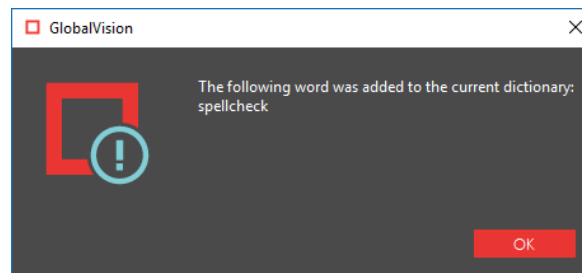 GlobalVision
The following word was added to the current dictionary:
spellcheck
OK